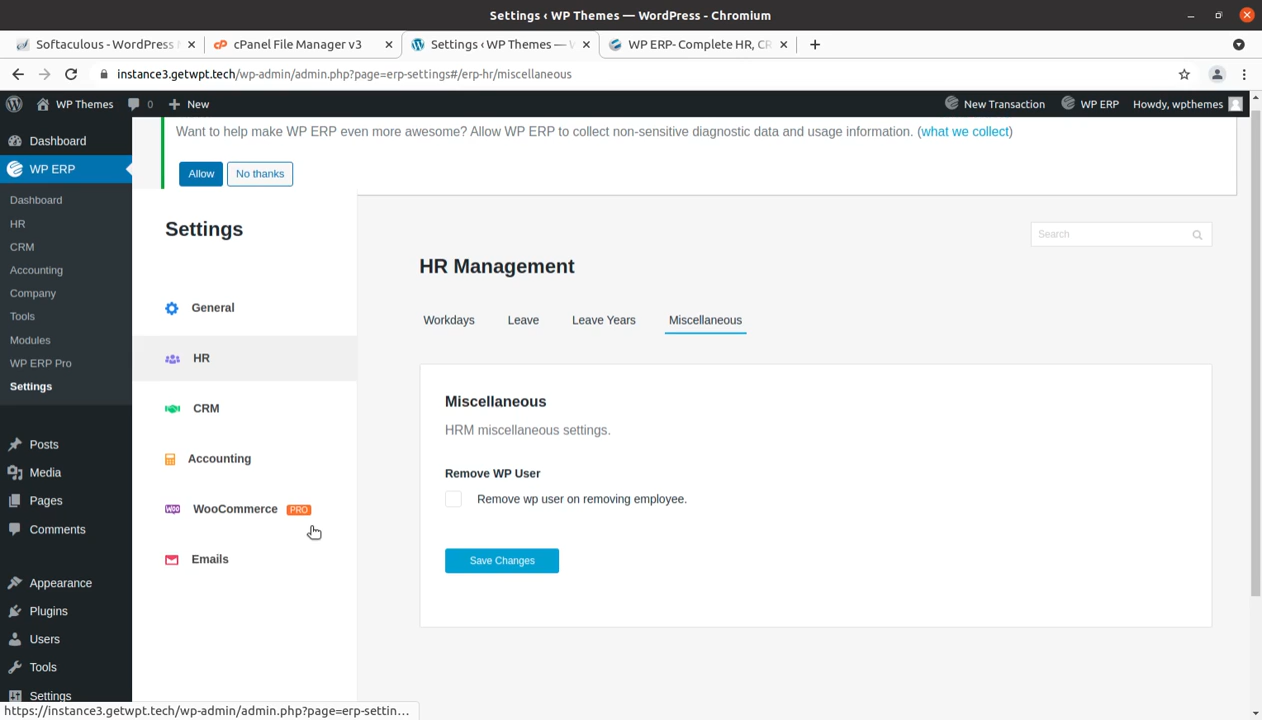 Settings ‹ WP Themes — WordPress - Chromium
Softaculous - WordPress
cPanel File Manager v3
Settings ‹ WP Themes —
WP ERP- Complete HR, CR
instance3.getwpt.tech/wp-admin/admin.php?page=erp-settings#/erp-hr/miscellaneous
WP Themes 0 New New Transaction WP ERP Howdy, wpthemes
Dashboard
WP ERP
Dashboard
HR
CRM
Accounting
Company
Tools
Modules
WP ERP Pro
Settings
Posts
Media
Pages
Comments
Appearance
Plugins
Users
Tools
Settings
Want to help make WP ERP even more awesome? Allow WP ERP to collect non-sensitive diagnostic data and usage information. (what we collect)
Allow No thanks
Settings
General
HR
CRM
Accounting
WooCommerce PRO
Emails
Search
HR Management
Workdays Leave Leave Years Miscellaneous
Miscellaneous
HRM miscellaneous settings.
Remove WP User
Remove wp user on removing employee.
Save Changes
https://instance3.getwpt.tech/wp-admin/admin.php?page=erp-settin...